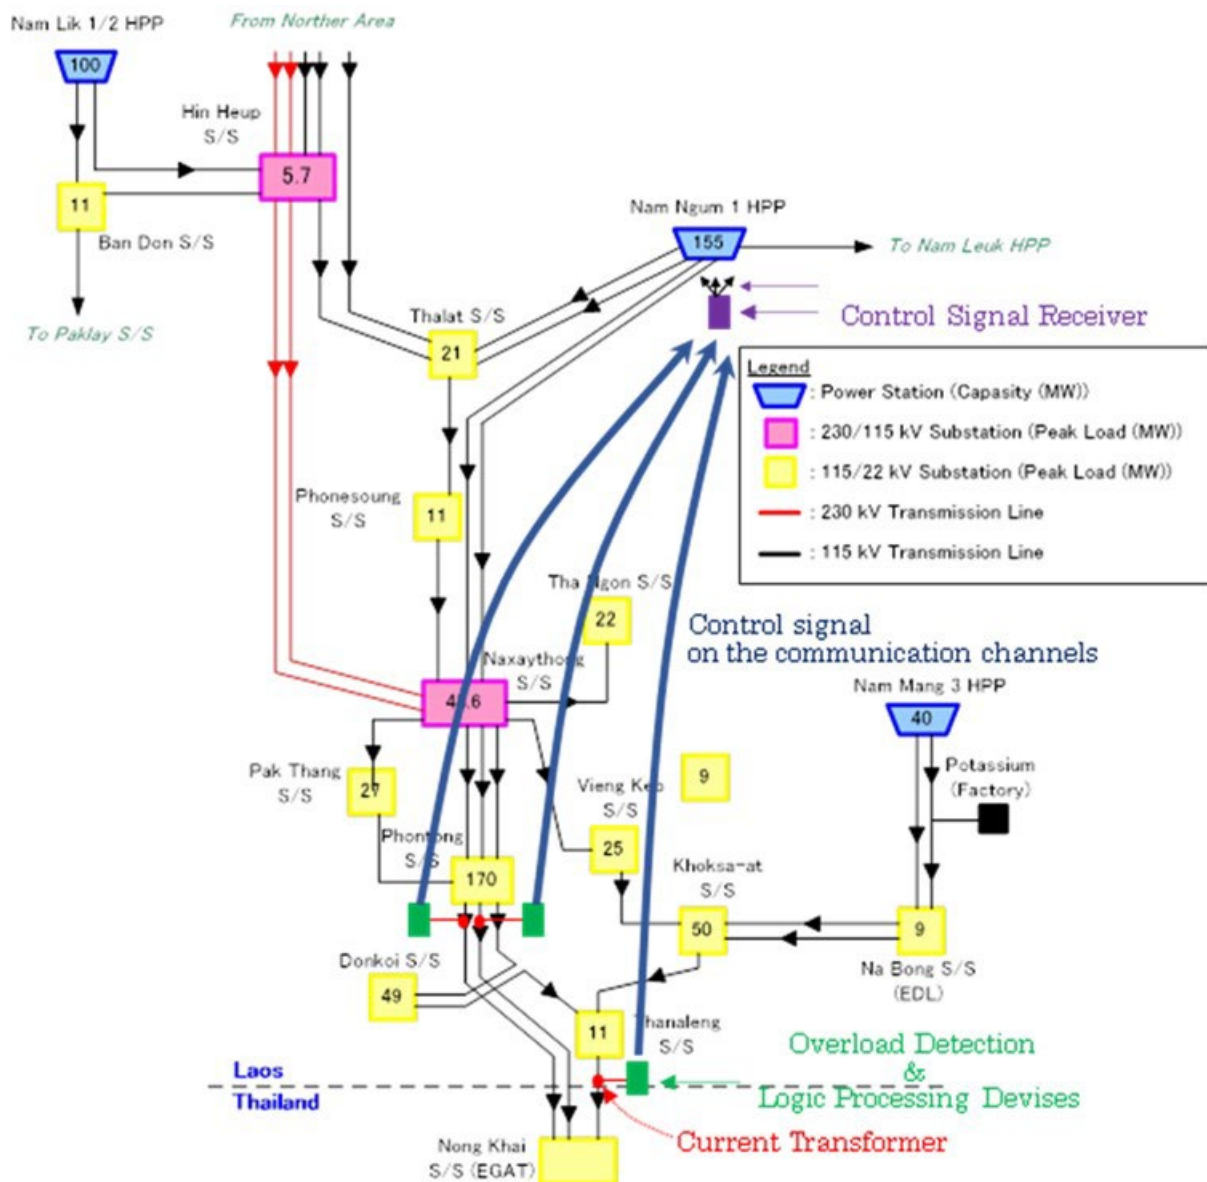 Nam Lik 1/2 HPP
From Norther Area
100
Hin Heup
S/S
5.7
11
Ban Don S/S
To Paklay S/S
Nam Ngum 1 HPP
155
To Nam Leuk HPP
Control Signal Receiver
Thalat S/S
21
Legend
: Power Station (Capasity (MW))
: 230/115 kV Substation (Peak Load (MW))
: 115/22 kV Substation (Peak Load (MW))
: 230 kV Transmission Line
: 115 kV Transmission Line
Phonesoung
S/S
11
Tha Ngon S/S
22
Control signal
on the communication channels
Naxaythong
S/S
Nam Mang 3 HPP
40
Pak Thang
S/S
27
Vieng Keo
S/S
9
Potassium
(Factory)
Phontong
S/S
170
25
Khoksa-at
S/S
50
9
Na Bong S/S
(EDL)
Donkoi S/S
49
11
Thanaleng
S/S
Overload Detection
&
Logic Processing Devises
Laos
Thailand
Current Transformer
Nong Khai
S/S (EGAT)